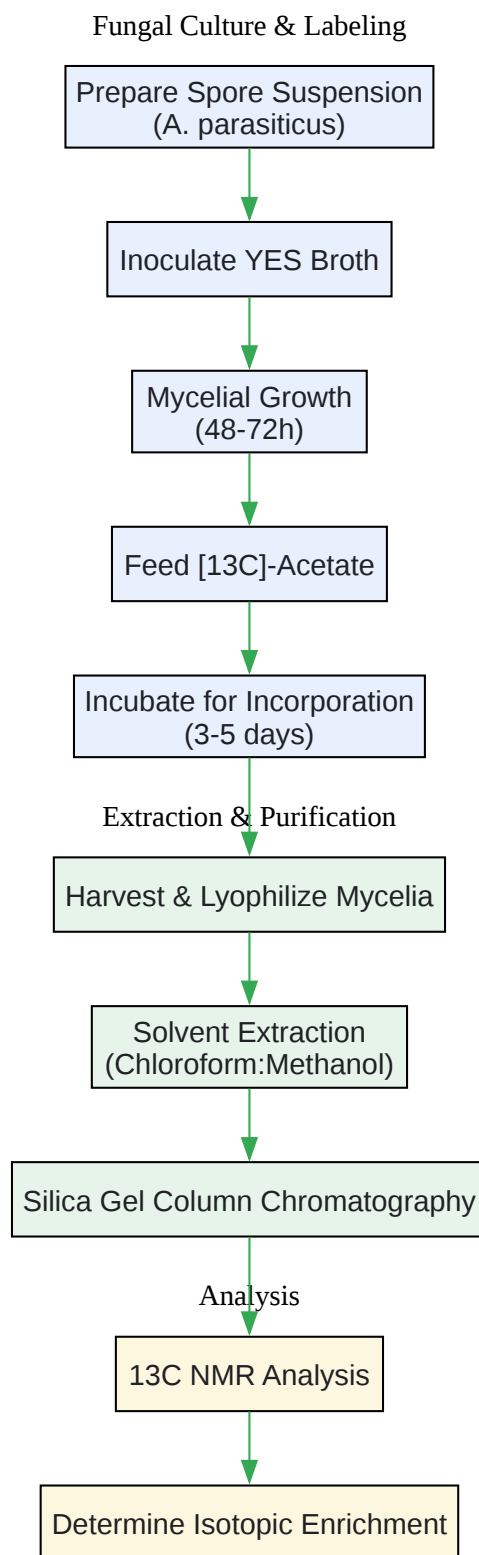 Fungal Culture & Labeling
Prepare Spore Suspension
(A. parasiticus)
Inoculate YES Broth
Mycelial Growth
(48-72h)
Feed [13C]-Acetate
Incubate for Incorporation
(3-5 days)
Extraction & Purification
Harvest & Lyophilize Mycelia
Solvent Extraction
(Chloroform:Methanol)
Silica Gel Column Chromatography
Analysis
13C NMR Analysis
Determine Isotopic Enrichment